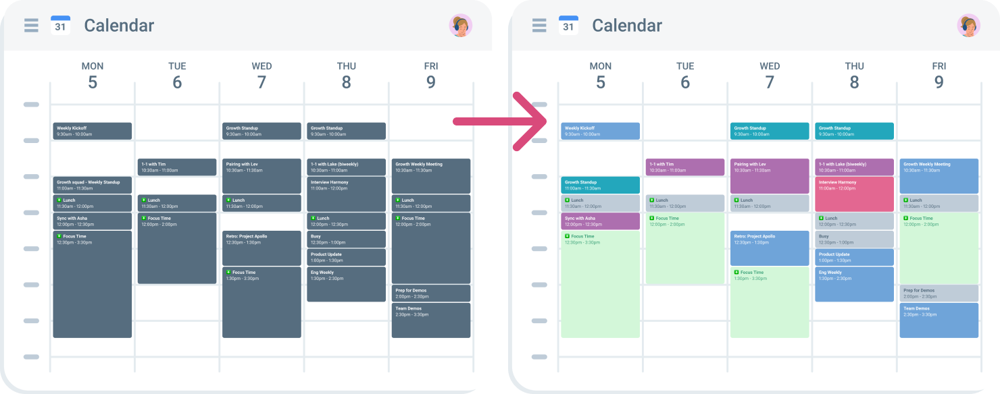 31 Calendar
MON TUE WED THU FRI
5 6 7 8 9
Weekly Kickoff
9:30am - 10:00am
Growth squad - Weekly Standup
11:00am - 11:30am
Lunch
11:30am - 12:00pm
Sync with Asha
12:00pm - 12:30pm
Focus Time
12:30pm - 3:30pm
1-1 with Tim
10:30am - 11:00am
Lunch
11:30am - 12:00pm
Focus Time
12:00pm - 2:00pm
Growth Standup
9:30am - 10:00am
Pairing with Lev
10:30am - 11:30am
Lunch
11:30am - 12:00pm
Retro: Project Apollo
12:30pm - 1:30pm
Focus Time
1:30pm - 3:30pm
Growth Standup
9:30am - 10:00am
1-1 with Lake (biweekly)
10:30am - 11:00am
Interview Harmony
11:00am - 12:00pm
Lunch
12:00pm - 12:30pm
Busy
12:30pm - 1:00pm
Product Update
1:00pm - 1:30pm
Eng Weekly
1:30pm - 2:30pm
Growth Weekly Meeting
10:30am - 11:30am
Lunch
11:30am - 12:00pm
Focus Time
12:00pm - 2:00pm
Prep for Demos
2:00pm - 2:30pm
Team Demos
2:30pm - 3:30pm
31 Calendar
MON TUE WED THU FRI
5 6 7 8 9
Weekly Kickoff
9:30am - 10:00am
Growth Standup
11:00am - 11:30am
Lunch
11:30am - 12:00pm
Sync with Asha
12:00pm - 12:30pm
Focus Time
12:30pm - 3:30pm
1-1 with Tim
10:30am - 11:00am
Lunch
11:30am - 12:00pm
Focus Time
12:00pm - 2:00pm
Growth Standup
9:30am - 10:00am
Pairing with Lev
10:30am - 11:30am
Lunch
11:30am - 12:00pm
Retro: Project Apollo
12:30pm - 1:30pm
Focus Time
1:30pm - 3:30pm
Growth Standup
9:30am - 10:00am
1-1 with Lake (biweekly)
10:30am - 11:00am
Interview Harmony
11:00am - 12:00pm
Lunch
12:00pm - 12:30pm
Busy
12:30pm - 1:00pm
Product Update
1:00pm - 1:30pm
Eng Weekly
1:30pm - 2:30pm
Growth Weekly Meeting
10:30am - 11:30am
Lunch
11:30am - 12:00pm
Focus Time
12:00pm - 2:00pm
Prep for Demos
2:00pm - 2:30pm
Team Demos
2:30pm - 3:30pm